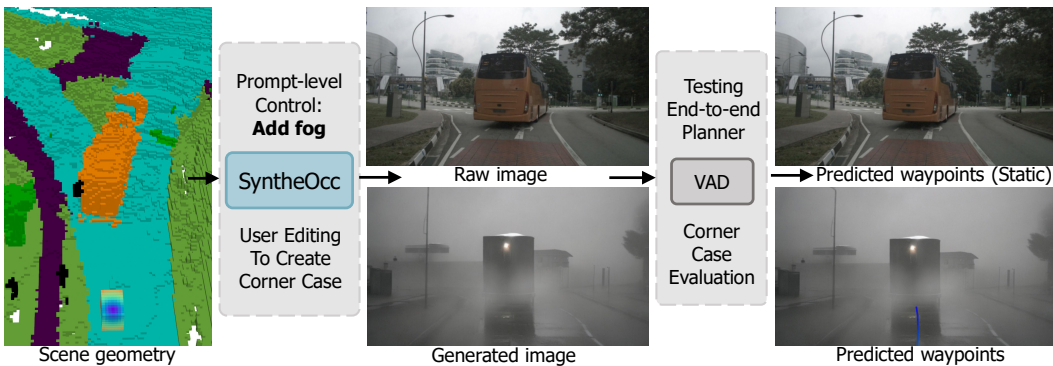 Prompt-level
Control:
Add fog
SyntheOcc
User Editing
To Create
Corner Case
Scene geometry
Raw image
Generated image
Testing
End-to-end
Planner
VAD
Corner
Case
Evaluation
Predicted waypoints (Static)
Predicted waypoints